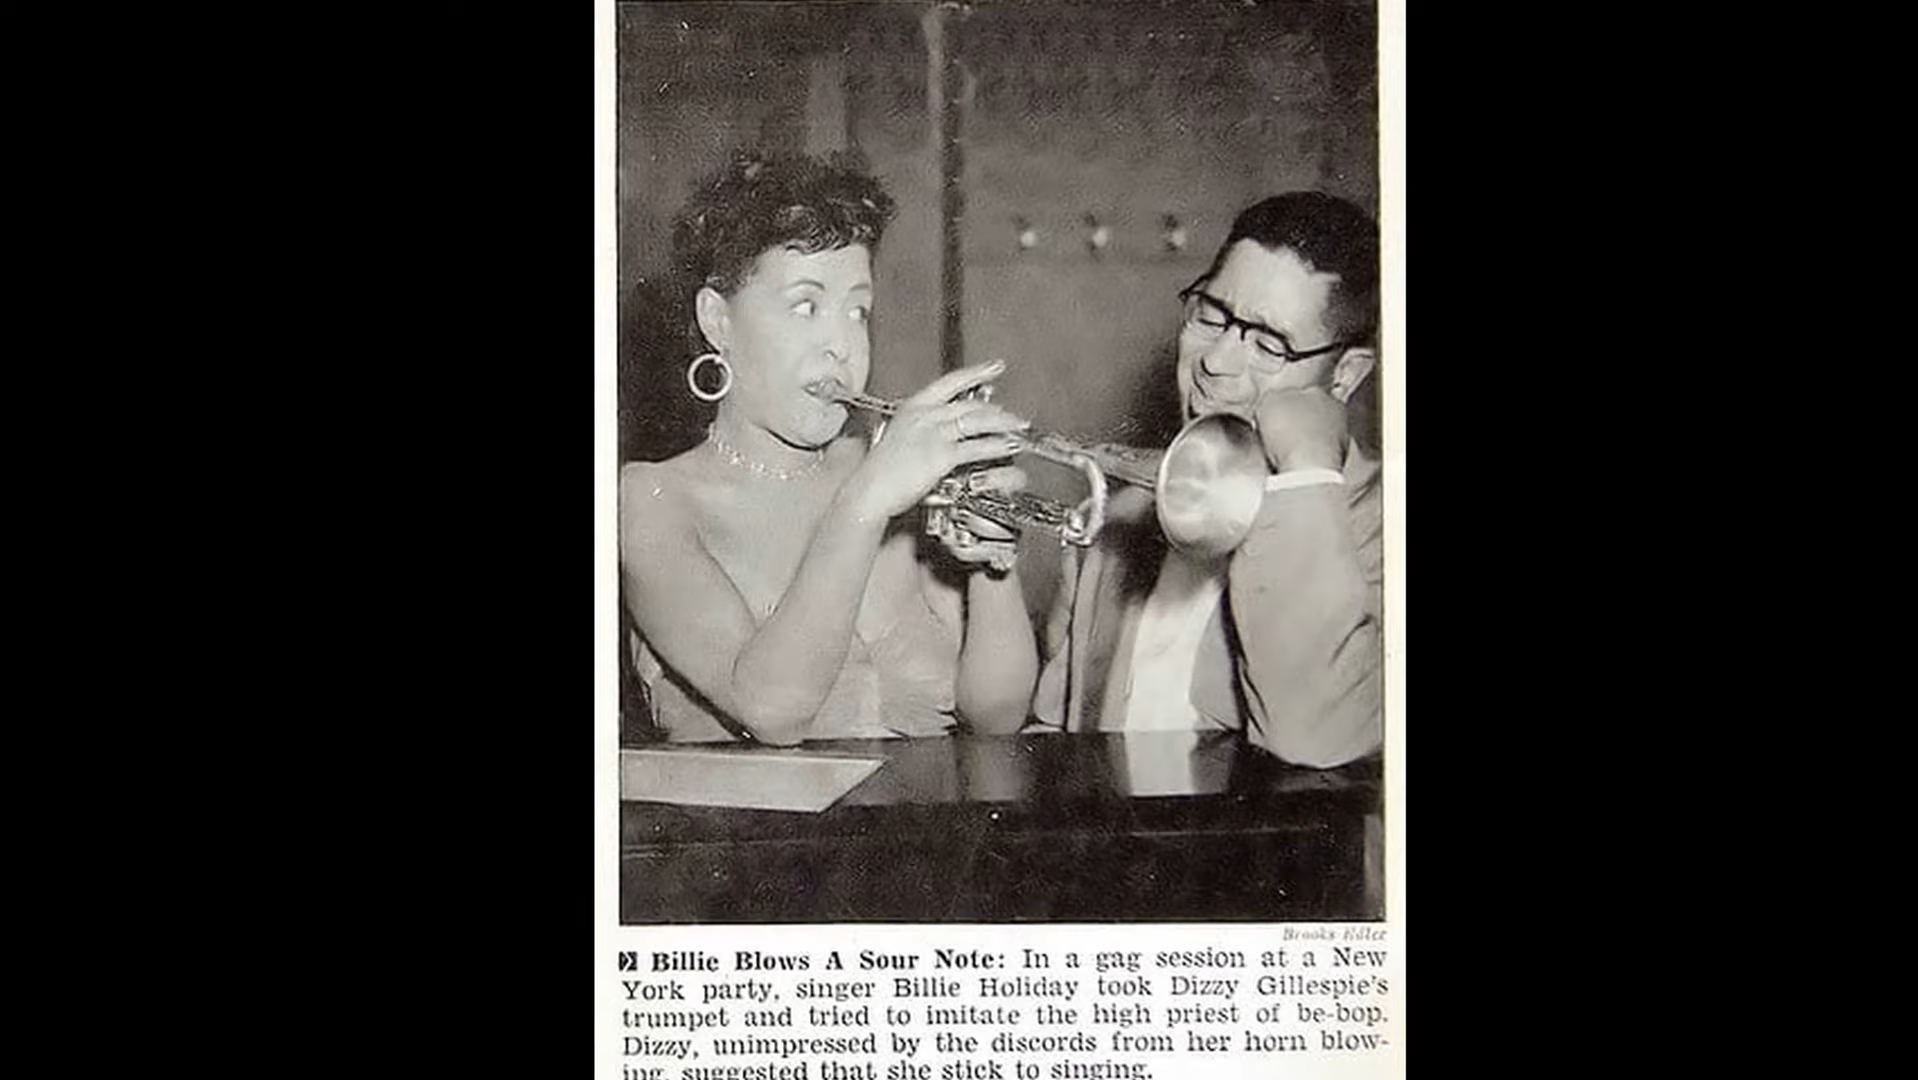 Brooks Edler
Billie Blows A Sour Note: In a gag session at a New
York party, singer Billie Holiday took Dizzy Gillespie's
trumpet and tried to imitate the high priest of be-bop.
Dizzy, unimpressed by the discords from her horn blow-
ing, suggested that she stick to singing.